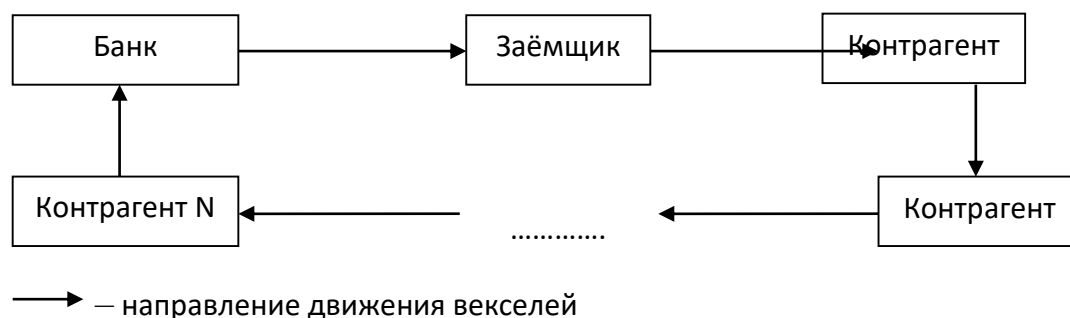 Банк
Заёмщик
Контрагент
Контрагент N
………….
Контрагент
— направление движения векселей